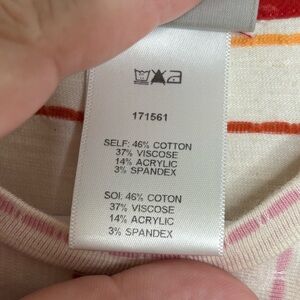 171561
SELF: 46% COTTON
37% VISCOSE
14% ACRYLIC
3% SPANDEX
SOI: 46% COTON
37% VISCOSE
14% ACRYLIC
3% SPANDEX